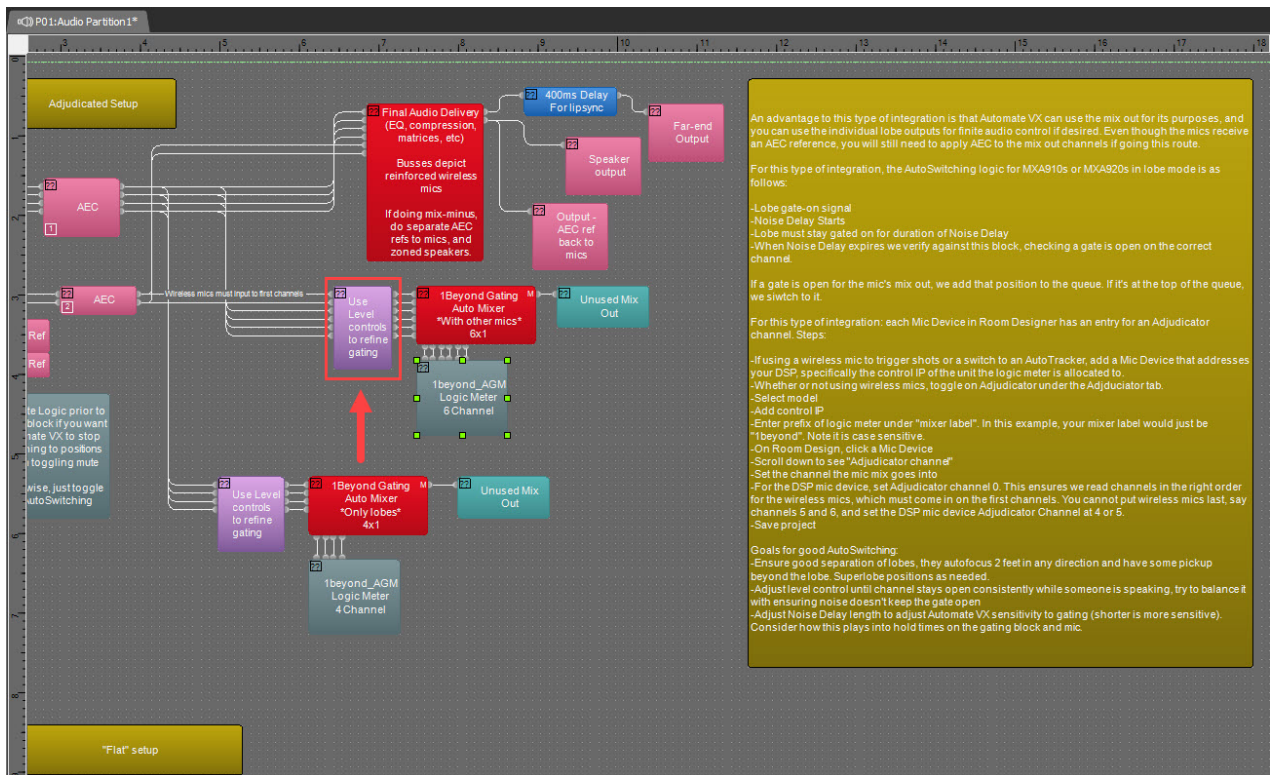 P01:Audio Partition1*
3 4 5 6 7 8 9 10 11 12 13 14 15 16 17 18
Adjudicated Setup
AEC
1
AEC
2
Wireless mics must input to first channels
Ref
Ref
te Logic prior to
block if you want
nate VX to stop
ning to positions
toggling mute
wise, just toggle
utoSwitching
Final Audio Delivery
(EQ, compression,
matrices, etc)
Busses depict
reinforced wireless
mics
If doing mix-minus,
do separate AEC
refs to mics, and
zoned speakers.
400ms Delay
For lipsync
Far-end
Output
Speaker
output
Output -
AEC ref
back to
mics
Use
Level
controls
to refine
gating
1Beyond Gating
Auto Mixer
*With other mics*
6x1
M
Unused Mix
Out
1beyond_AGM
Logic Meter
6 Channel
Use Level
controls
to refine
gating
1Beyond Gating
Auto Mixer
*Only lobes*
4x1
M
Unused Mix
Out
1beyond_AGM
Logic Meter
4 Channel
"Flat" setup
An advantage to this type of integration is that Automate VX can use the mix out for its purposes, and
you can use the individual lobe outputs for finite audio control if desired. Even though the mics receive
an AEC reference, you will still need to apply AEC to the mix out channels if going this route.
For this type of integration, the AutoSwitching logic for MXA910s or MXA920s in lobe mode is as
follows:
-Lobe gate-on signal
-Noise Delay Starts
-Lobe must stay gated on for duration of Noise Delay
-When Noise Delay expires we verify against this block, checking a gate is open on the correct
channel.
If a gate is open for the mic's mix out, we add that position to the queue. If it's at the top of the queue,
we siwtch to it.
For this type of integration: each Mic Device in Room Designer has an entry for an Adjudicator
channel. Steps:
-If using a wireless mic to trigger shots or a switch to an AutoTracker, add a Mic Device that addresses
your DSP, specifically the control IP of the unit the logic meter is allocated to.
-Whether or not using wireless mics, toggle on Adjudicator under the Adjduciator tab.
-Select model
-Add control IP
-Enter prefix of logic meter under "mixer label". In this example, your mixer label would just be
"1beyond". Note it is case sensitive.
-On Room Design, click a Mic Device
-Scroll down to see "Adjudicator channel"
-Set the channel the mic mix goes into
-For the DSP mic device, set Adjudicator channel 0. This ensures we read channels in the right order
for the wireless mics, which must come in on the first channels. You cannot put wireless mics last, say
channels 5 and 6, and set the DSP mic device Adjudicator Channel at 4 or 5.
-Save project
Goals for good AutoSwitching:
-Ensure good separation of lobes, they autofocus 2 feet in any direction and have some pickup
beyond the lobe. Superlobe positions as needed.
-Adjust level control until channel stays open consistently while someone is speaking, try to balance it
with ensuring noise doesn't keep the gate open
-Adjust Noise Delay length to adjust Automate VX sensitivity to gating (shorter is more sensitive).
Consider how this plays into hold times on the gating block and mic.